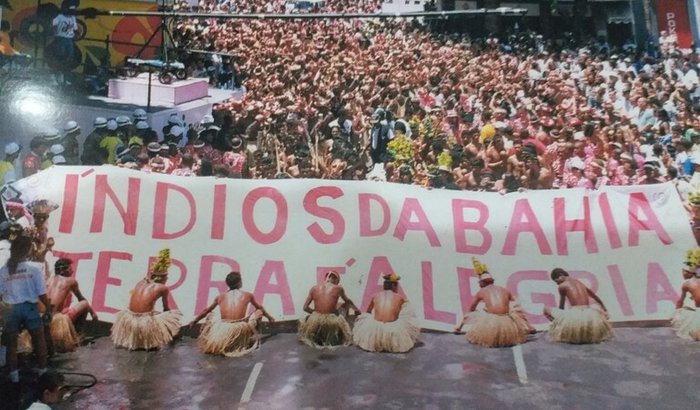 ÍNDIOS DA BAHIA
TERRA É ALEGRIA